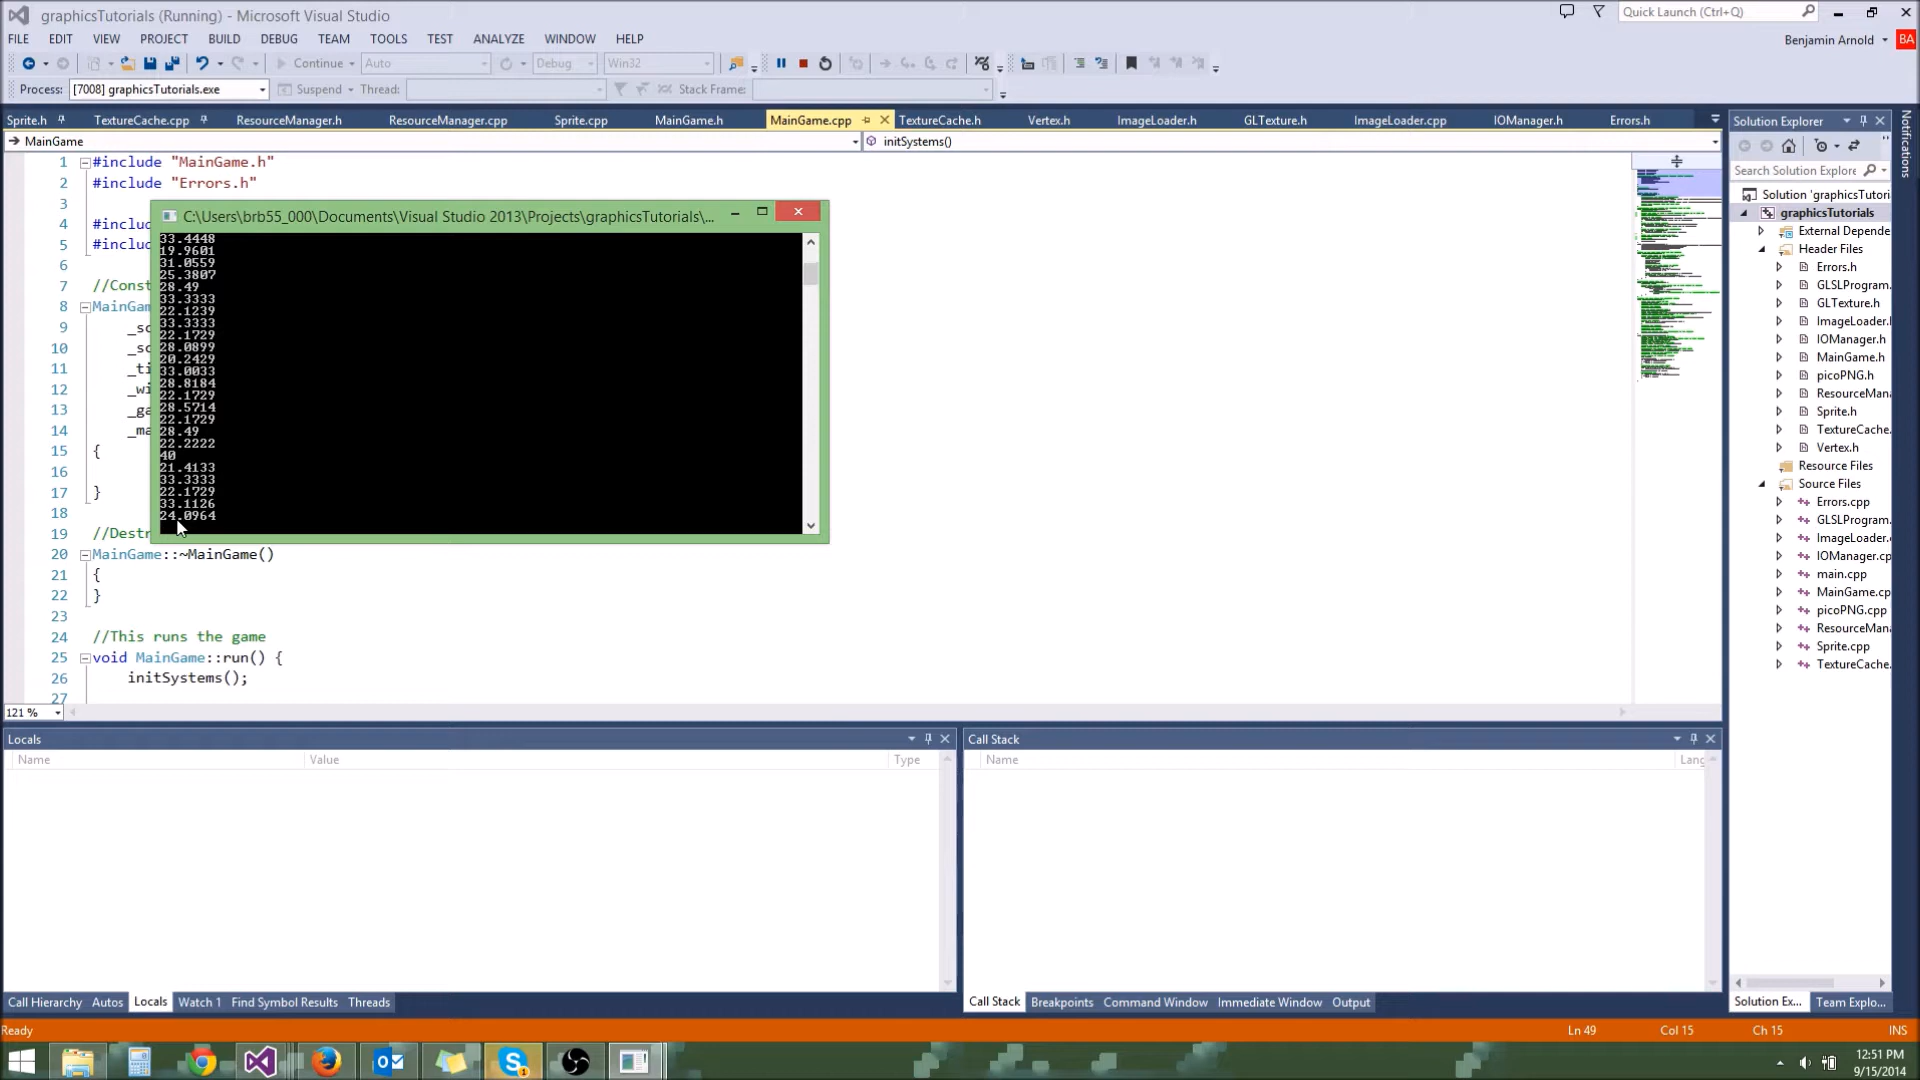 graphicsTutorials (Running) - Microsoft Visual Studio
Quick Launch (Ctrl+Q)
FILE EDIT VIEW PROJECT BUILD DEBUG TEAM TOOLS TEST ANALYZE WINDOW HELP
Benjamin Arnold BA
Continue Auto Debug Win32
Process: [7008] graphicsTutorials.exe Suspend Thread: Stack Frame:
Sprite.h TextureCache.cpp ResourceManager.h ResourceManager.cpp Sprite.cpp MainGame.h MainGame.cpp TextureCache.h Vertex.h ImageLoader.h GLTexture.h ImageLoader.cpp IOManager.h Errors.h
MainGame initSystems()
1 #include "MainGame.h"
2 #include "Errors.h"
3
4 #includ
5 #includ
6
7 //Const
8 MainGam
9 _sc
10 _sc
11 _ti
12 _wi
13 _ga
14 _ma
15 {
16
17 }
18
19 //Destr
20 MainGame::~MainGame()
21 {
22 }
23
24 //This runs the game
25 void MainGame::run() {
26 initSystems();
27
C:\Users\brb55_000\Documents\Visual Studio 2013\Projects\graphicsTutorials\...
33.4448
19.9601
31.0559
25.3807
28.49
33.3333
22.1239
33.3333
22.1729
28.0899
20.2429
33.0033
28.8184
22.1729
28.5714
22.1729
28.49
22.2222
40
21.4133
33.3333
22.1729
33.1126
24.0964
121 %
Solution Explorer
Search Solution Explore
Solution 'graphicsTutori
graphicsTutorials
External Depende
Header Files
Errors.h
GLSLProgram.
GLTexture.h
ImageLoader.l
IOManager.h
MainGame.h
picoPNG.h
ResourceMana
Sprite.h
TextureCache.
Vertex.h
Resource Files
Source Files
Errors.cpp
GLSLProgram.
ImageLoader.c
IOManager.cp
main.cpp
MainGame.cp
picoPNG.cpp
ResourceMana
Sprite.cpp
TextureCache.
Solution Ex... Team Explo...
Notifications
Locals
Name Value Type
Call Hierarchy Autos Locals Watch 1 Find Symbol Results Threads
Call Stack
Name Lang
Call Stack Breakpoints Command Window Immediate Window Output
Ready Ln 49 Col 15 Ch 15 INS
12:51 PM
9/15/2014